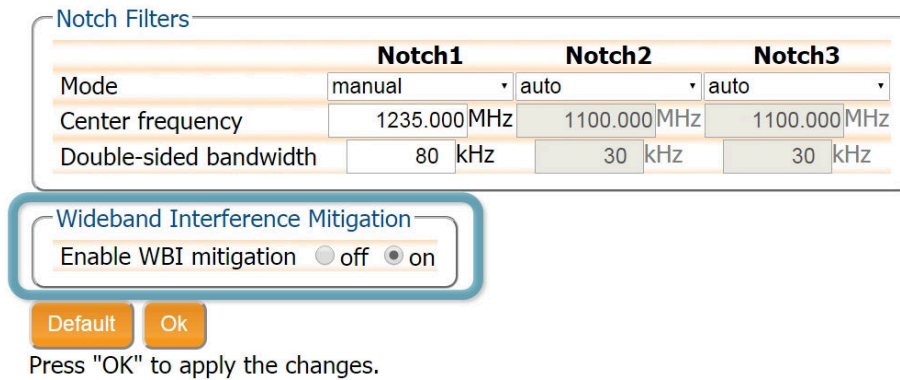 Notch Filters
Notch1 Notch2 Notch3
Mode manual auto auto
Center frequency 1235.000 MHz 1100.000 MHz 1100.000 MHz
Double-sided bandwidth 80 kHz 30 kHz 30 kHz
Wideband Interference Mitigation
Enable WBI mitigation off on
Default Ok
Press "OK" to apply the changes.